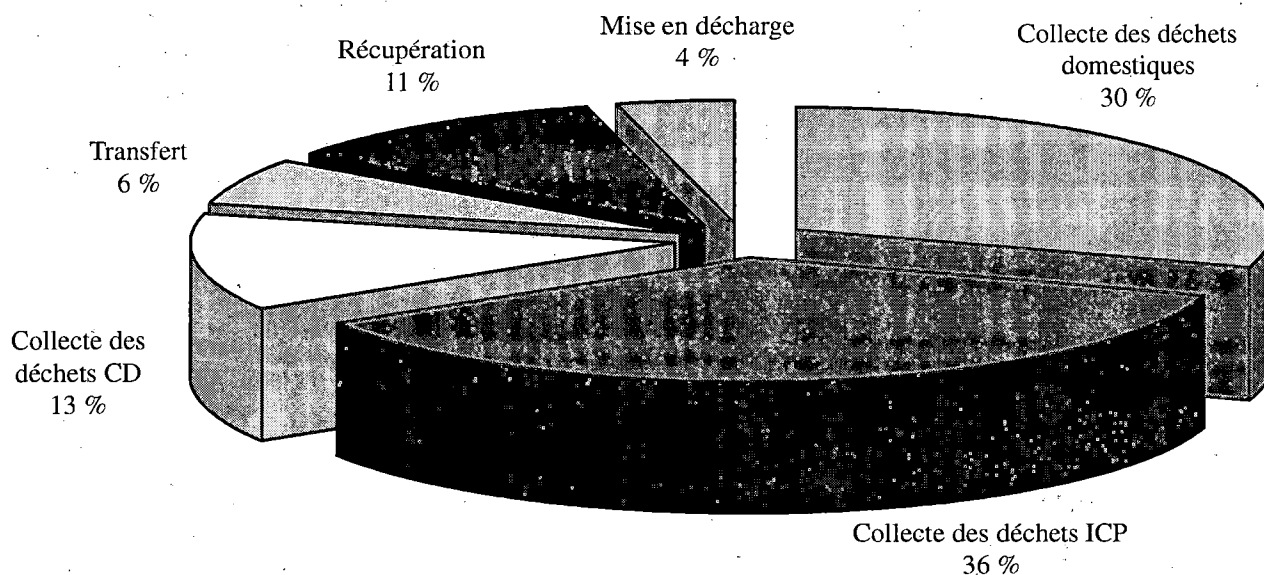 Mise en décharge
4 %
Collecte des déchets
domestiques
30 %
Récupération
11 %
Transfert
6 %
Collecte des
déchets CD
13 %
Collecte des déchets ICP
36 %